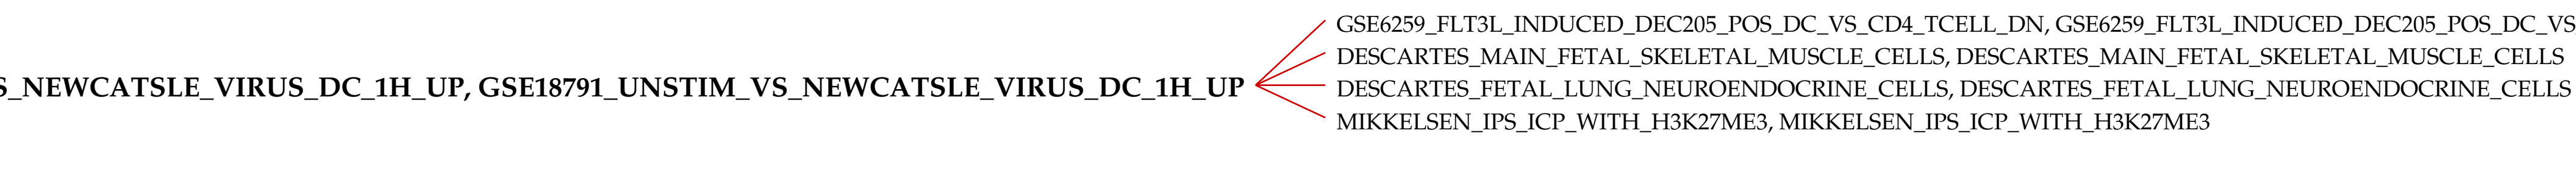 S_NEWCATSLE_VIRUS_DC_1H_UP, GSE18791_UNSTIM_VS_NEWCATSLE_VIRUS_DC_1H_UP
GSE6259_FLT3L_INDUCED_DEC205_POS_DC_VS_CD4_TCELL_DN, GSE6259_FLT3L_INDUCED_DEC205_POS_DC_VS
DESCARTES_MAIN_FETAL_SKELETAL_MUSCLE_CELLS, DESCARTES_MAIN_FETAL_SKELETAL_MUSCLE_CELLS
DESCARTES_FETAL_LUNG_NEUROENDOCRINE_CELLS, DESCARTES_FETAL_LUNG_NEUROENDOCRINE_CELLS
MIKKELSEN_IPS_ICP_WITH_H3K27ME3, MIKKELSEN_IPS_ICP_WITH_H3K27ME3